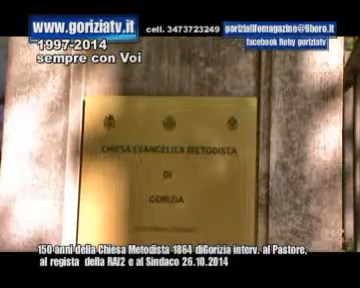 www.goriziatv.it
cell. 3473723249
gorizialifemagazine@libero.it
facebook Roby goriziatv
1997-2014
sempre con Voi
CHIESA EVANGELICA METODISTA
DI
GORIZIA
150 anni della Chiesa Metodista 1864 diGorizia interv. al Pastore,
al regista della RAI2 e al Sindaco 26.10.2014